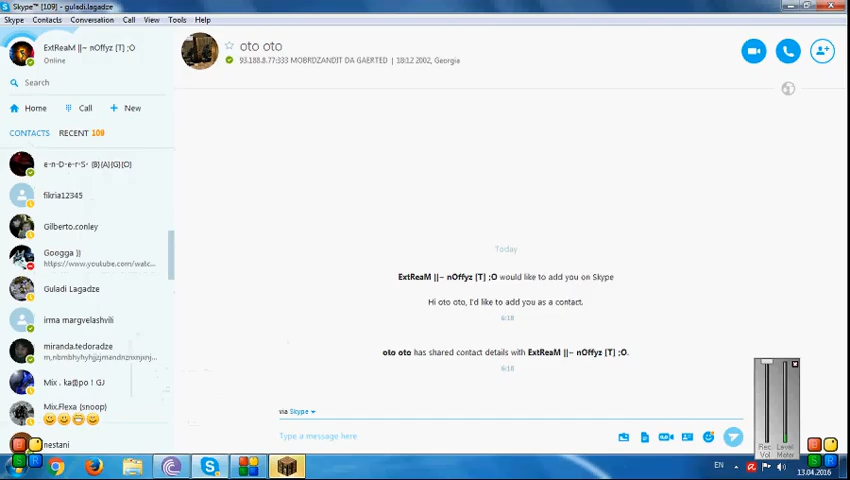 Skype™ [109] - guladi.lagadze
Skype Contacts Conversation Call View Tools Help
ExtReaM ||~ nOffyz [T] ;O
Online
Search
Home Call New
CONTACTS RECENT 109
e-n-D-e-r-S- {B}{A}{G}{O}
fikria12345
Gilberto.conley
Googga ))
https://www.youtube.com/watc...
Guladi Lagadze
irma margvelashvili
miranda.tedoradze
Mix . ka@po ! GJ
Mix.Flexa (snoop)
nestani
oto oto
93.188.8.77:333 MOBRDZANDIT DA GAERTED | 18:12 2002, Georgia
Today
ExtReaM ||~ nOffyz [T] ;O would like to add you on Skype
Hi oto oto, I'd like to add you as a contact.
6:18
oto oto has shared contact details with ExtReaM ||~ nOffyz [T] ;O.
6:18
via Skype
Type a message here
Rec. Level
Vol Meter
B
S R
B
S R
EN
13.04.2016